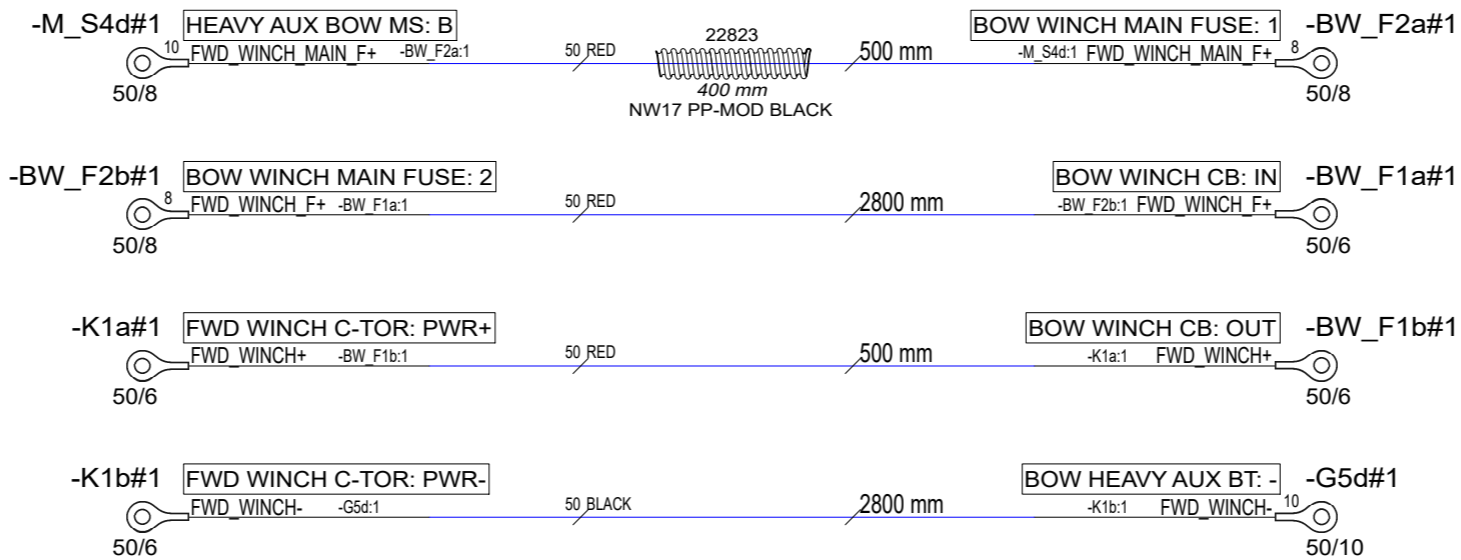 -M_S4d#1 HEAVY AUX BOW MS: B BOW WINCH MAIN FUSE: 1 -BW_F2a#1
10 FWD_WINCH_MAIN_F+ -BW_F2a:1 50 RED 22823 500 mm -M_S4d:1 FWD_WINCH_MAIN_F+ 8
50/8 400 mm 50/8
NW17 PP-MOD BLACK
-BW_F2b#1 BOW WINCH MAIN FUSE: 2 BOW WINCH CB: IN -BW_F1a#1
8 FWD_WINCH_F+ -BW_F1a:1 50 RED 2800 mm -BW_F2b:1 FWD_WINCH_F+
50/8 50/6
-K1a#1 FWD WINCH C-TOR: PWR+ BOW WINCH CB: OUT -BW_F1b#1
FWD_WINCH+ -BW_F1b:1 50 RED 500 mm -K1a:1 FWD_WINCH+
50/6 50/6
-K1b#1 FWD WINCH C-TOR: PWR- BOW HEAVY AUX BT: - -G5d#1
FWD_WINCH- -G5d:1 50 BLACK 2800 mm -K1b:1 FWD_WINCH- 10
50/6 50/10